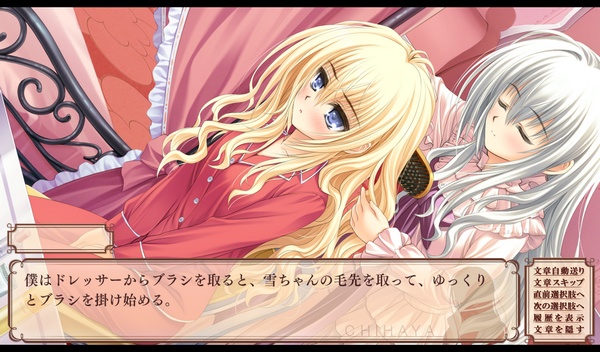 僕はドレッサーからブラシを取ると、雪ちゃんの毛先を取って、ゆっくり
とブラシを掛け始める。
CHIHAYA
文章自動送り
文章スキップ
直前選択肢へ
次の選択肢へ
履歴を表示
文章を隠す